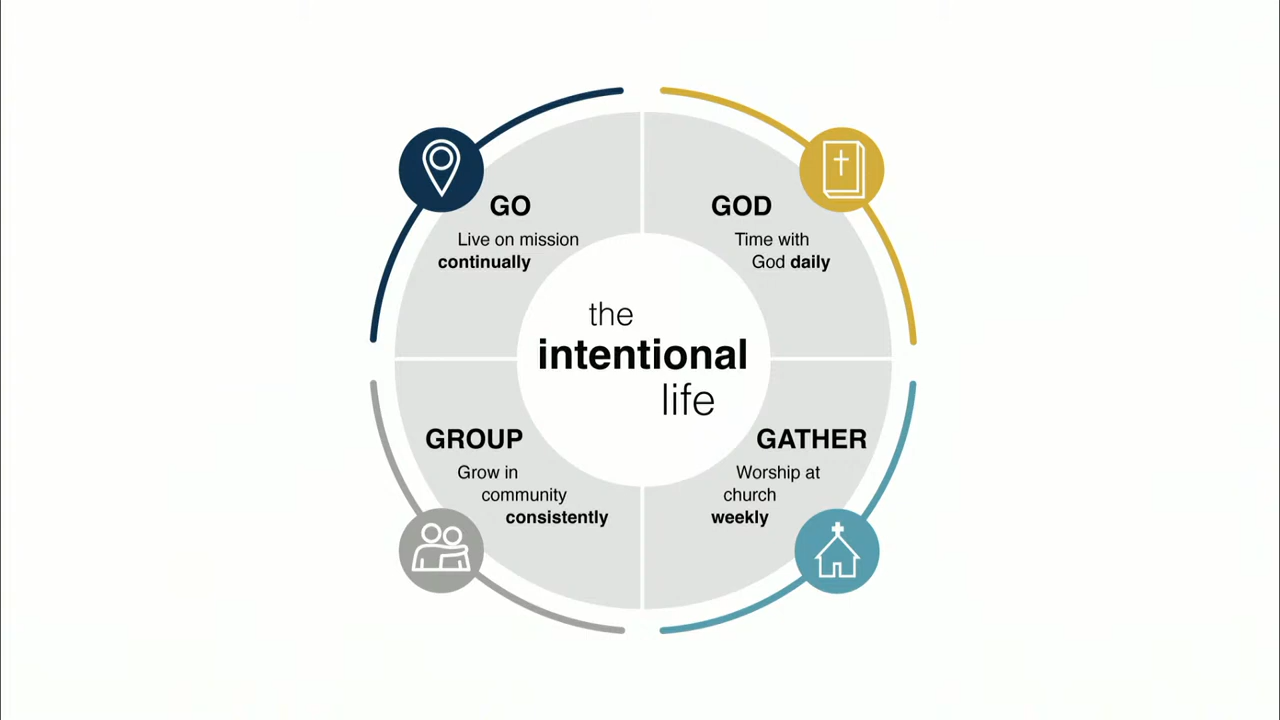 GO
Live on mission
continually
GOD
Time with
God daily
the
intentional
life
GROUP
Grow in
community
consistently
GATHER
Worship at
church
weekly